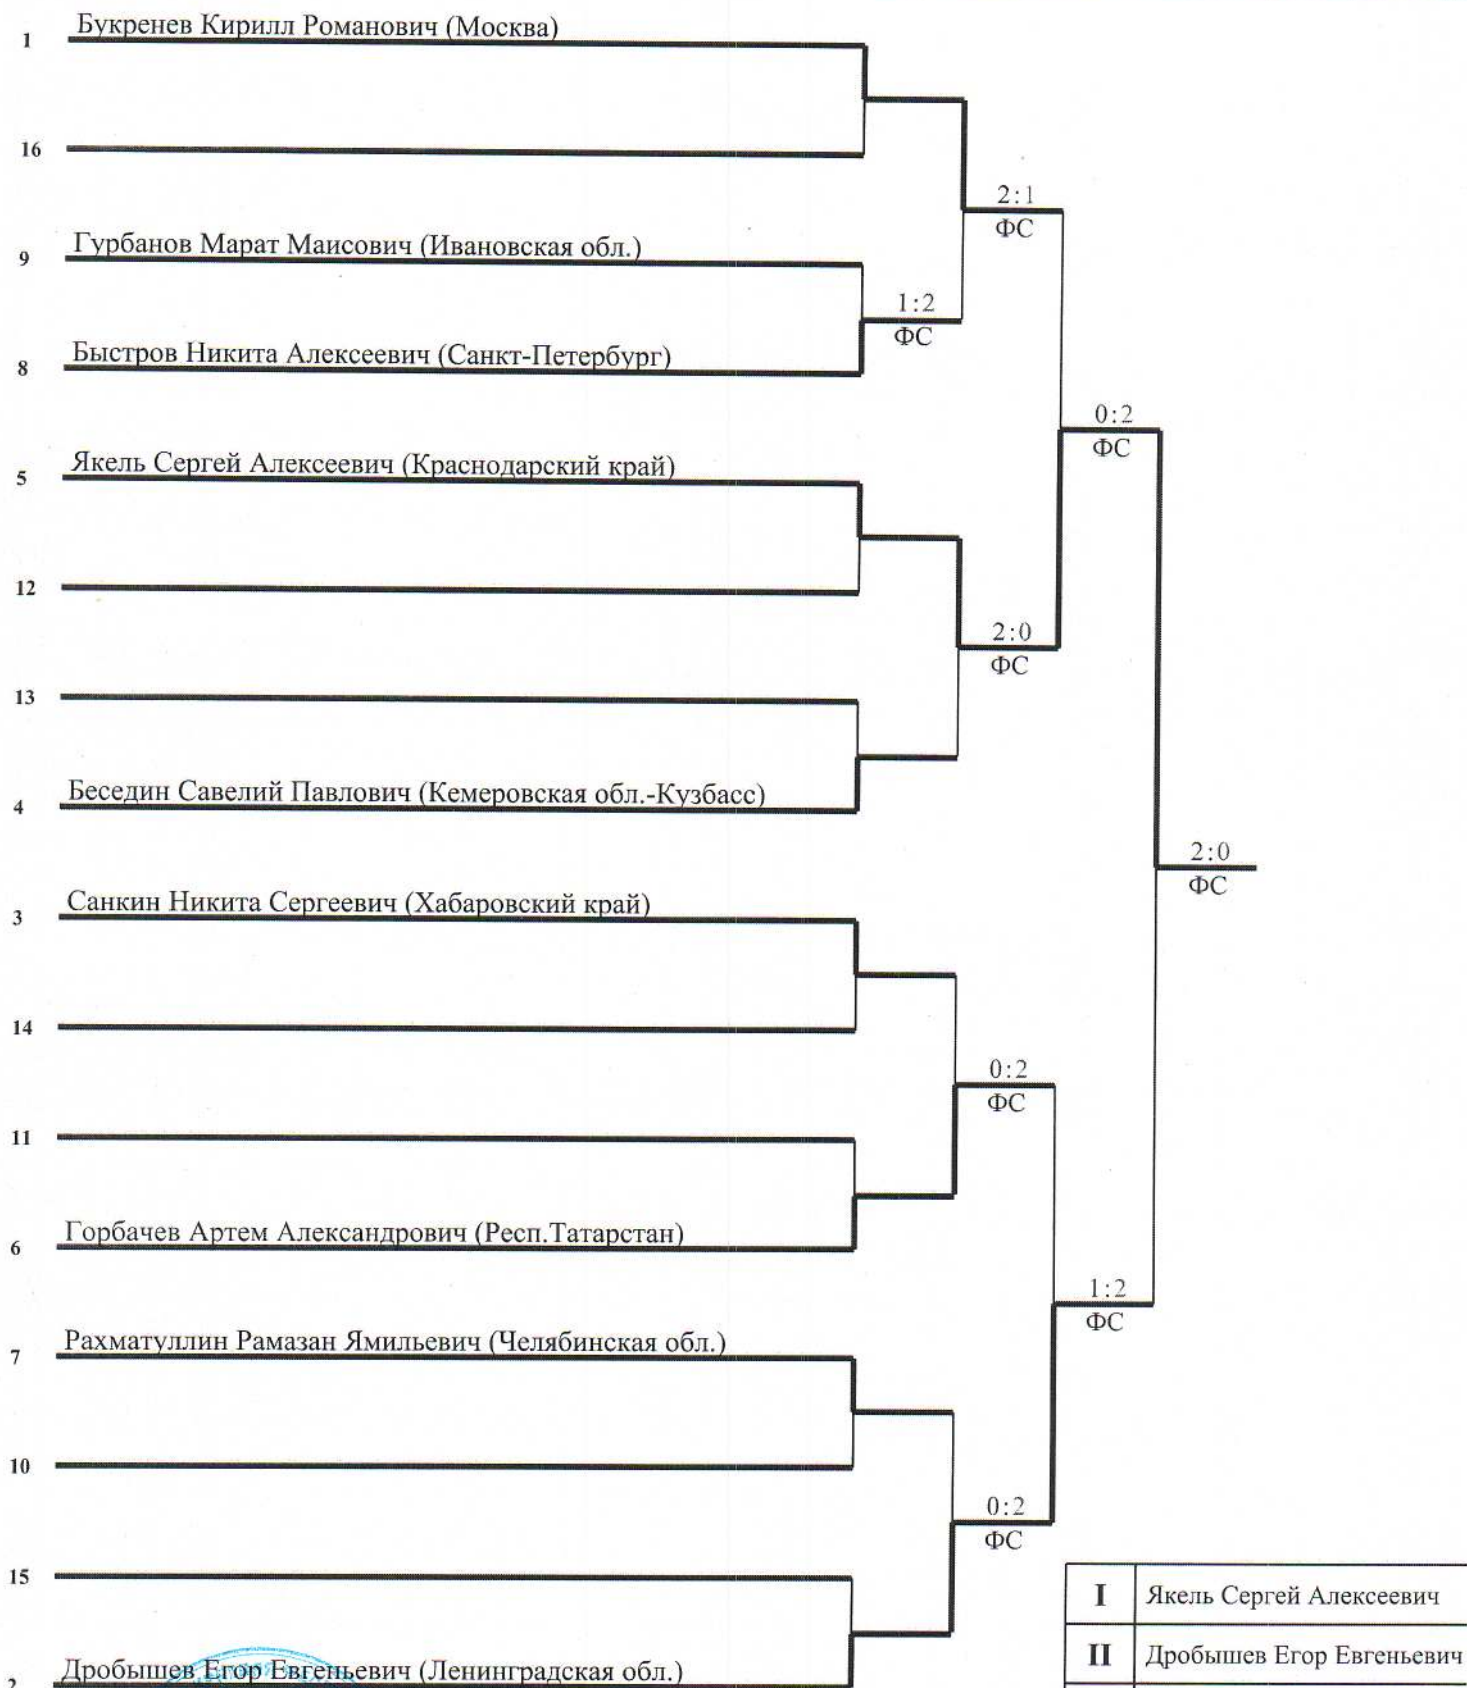 Букренев Кирилл Романович (Москва)
1
16
2:1
ФС
Гурбанов Марат Маисович (Ивановская обл.)
9
1:2
ФС
Быстров Никита Алексеевич (Санкт-Петербург)
8
0:2
ФС
Якель Сергей Алексеевич (Краснодарский край)
5
12
2:0
ФС
13
Беседин Савелий Павлович (Кемеровская обл.-Кузбасс)
4
2:0
ФС
Санкин Никита Сергеевич (Хабаровский край)
3
14
0:2
ФС
11
Горбачев Артем Александрович (Респ.Татарстан)
6
1:2
ФС
Рахматуллин Рамазан Ямильевич (Челябинская обл.)
7
10
0:2
ФС
15
I Якель Сергей Алексеевич
II Дробышев Егор Евгеньевич
Дробышев Егор Евгеньевич (Ленинградская обл.)
2